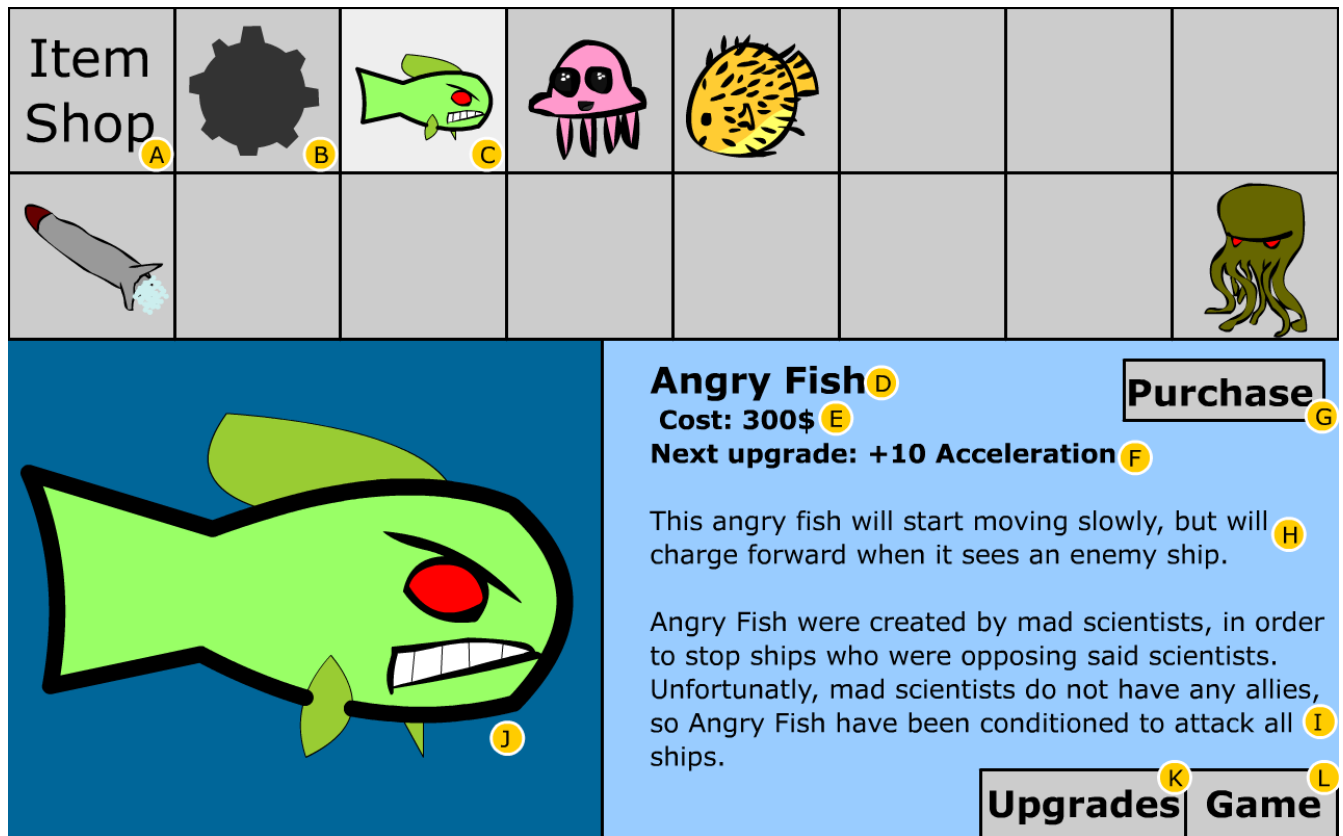 Item
Shop
A
B
C
Angry Fish D
Cost: 300$ E
Purchase
G
Next upgrade: +10 Acceleration F
This angry fish will start moving slowly, but will H
charge forward when it sees an enemy ship.
Angry Fish were created by mad scientists, in order
to stop ships who were opposing said scientists.
Unfortunatly, mad scientists do not have any allies,
so Angry Fish have been conditioned to attack all I
ships.
J
K
L
Upgrades
Game